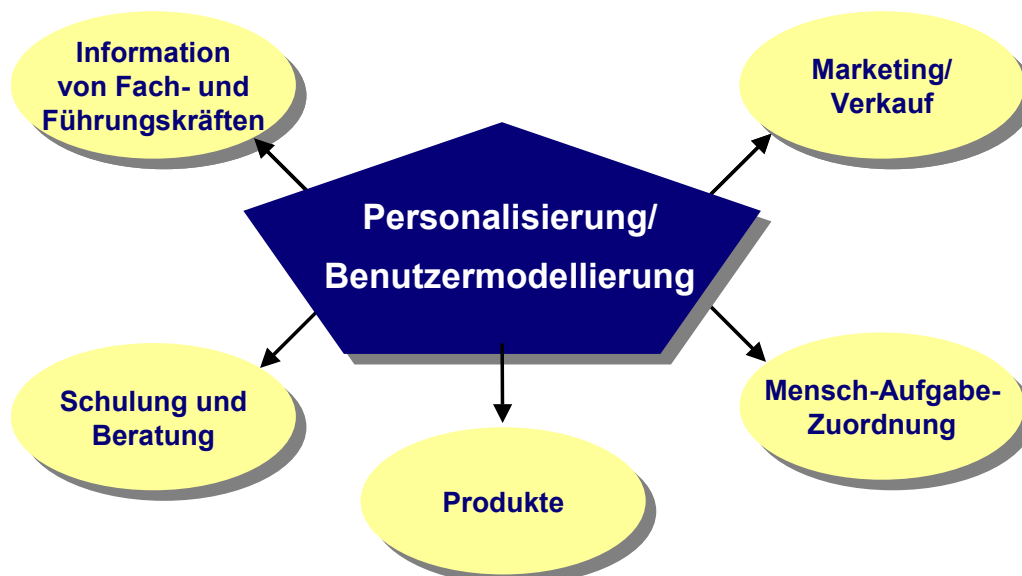 Information
von Fach- und
Führungskräften
Marketing/
Verkauf
Personalisierung/
Benutzermodellierung
Schulung und
Beratung
Mensch-Aufgabe-
Zuordnung
Produkte